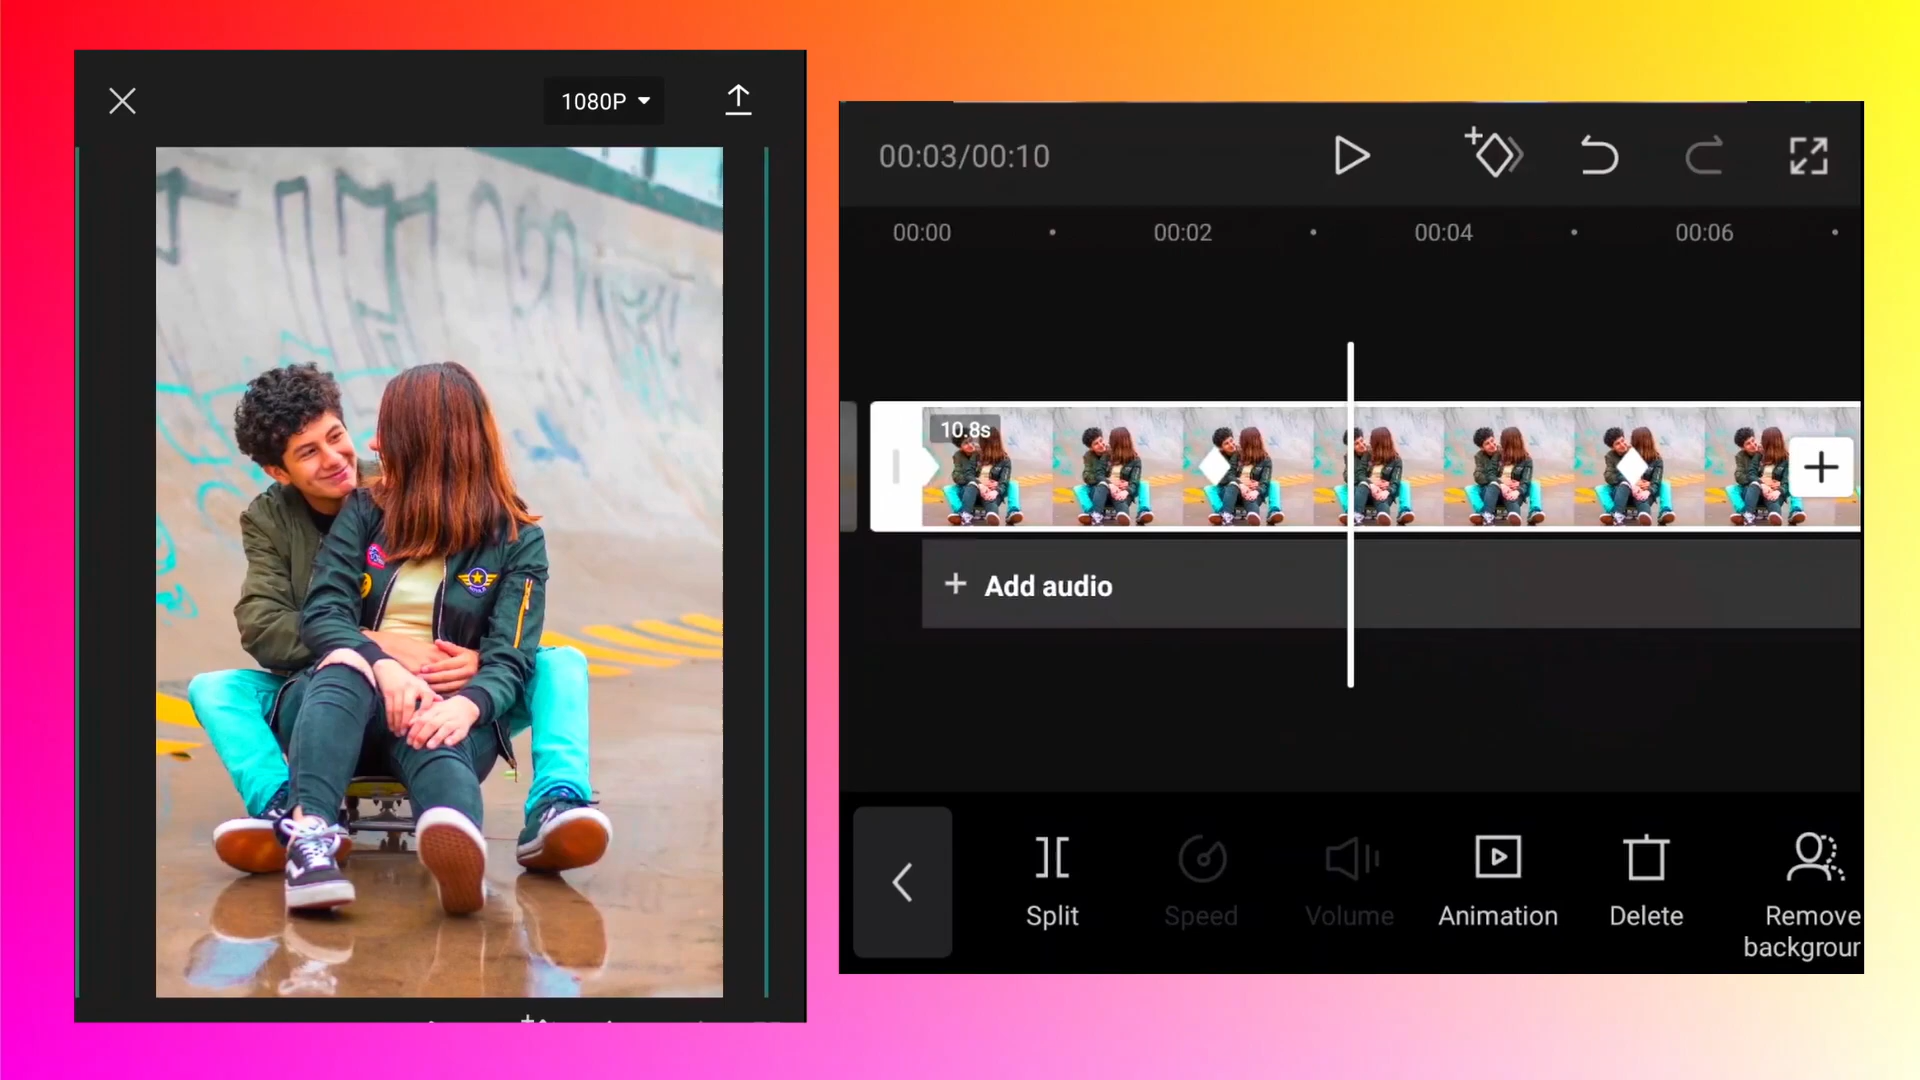 1080P
00:03/00:10
00:00
00:02
00:04
00:06
10.8s
Add audio
Split
Speed
Volume
Animation
Delete
Remove
backgroun